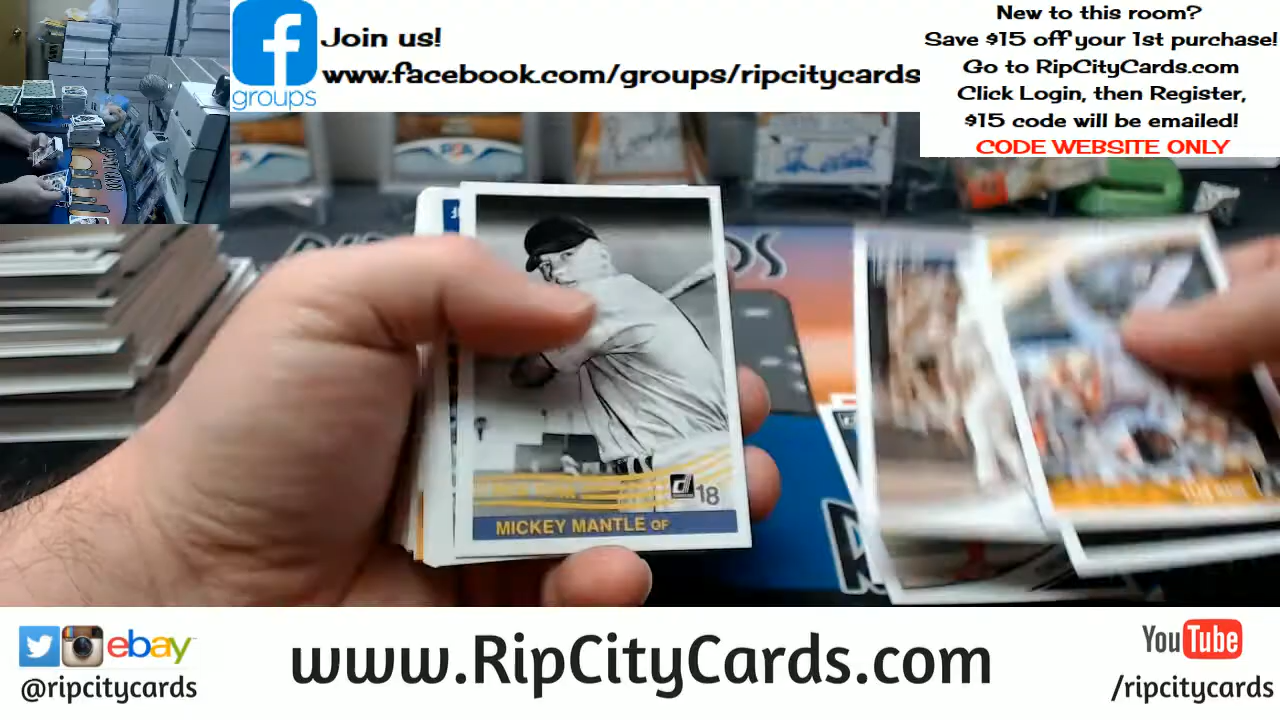 Join us!
www.facebook.com/groups/ripcitycards
groups
New to this room?
Save $15 off your 1st purchase!
Go to RipCityCards.com
Click Login, then Register,
$15 code will be emailed!
CODE WEBSITE ONLY
18
MICKEY MANTLE OF
ebay
@ripcitycards
www.RipCityCards.com
YouTube
/ripcitycards